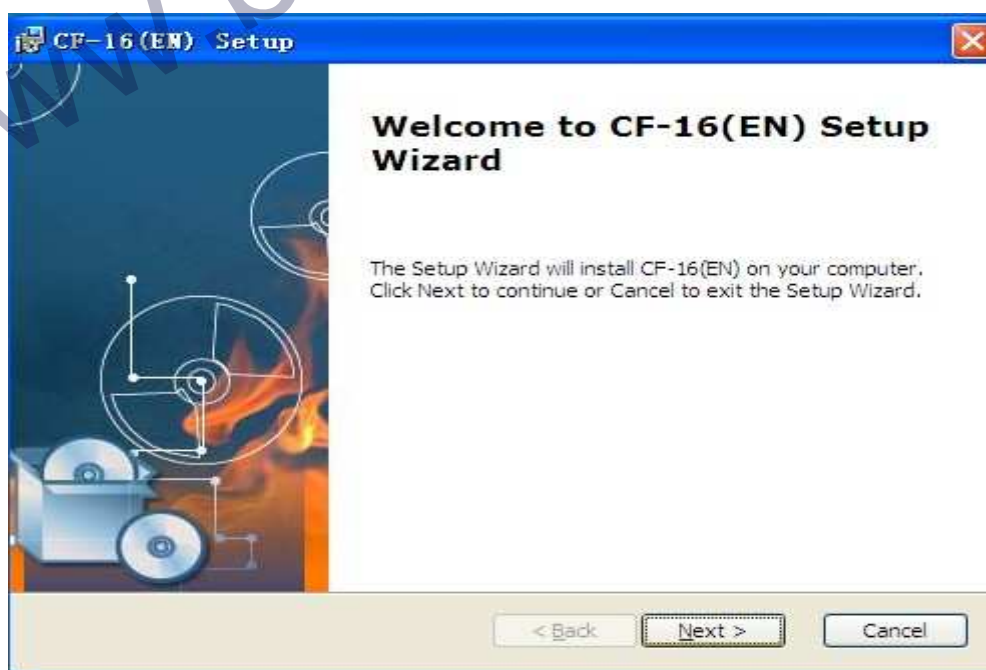 CF-16(EN) Setup
Welcome to CF-16(EN) Setup
Wizard
The Setup Wizard will install CF-16(EN) on your computer.
Click Next to continue or Cancel to exit the Setup Wizard.
< Back
Next >
Cancel